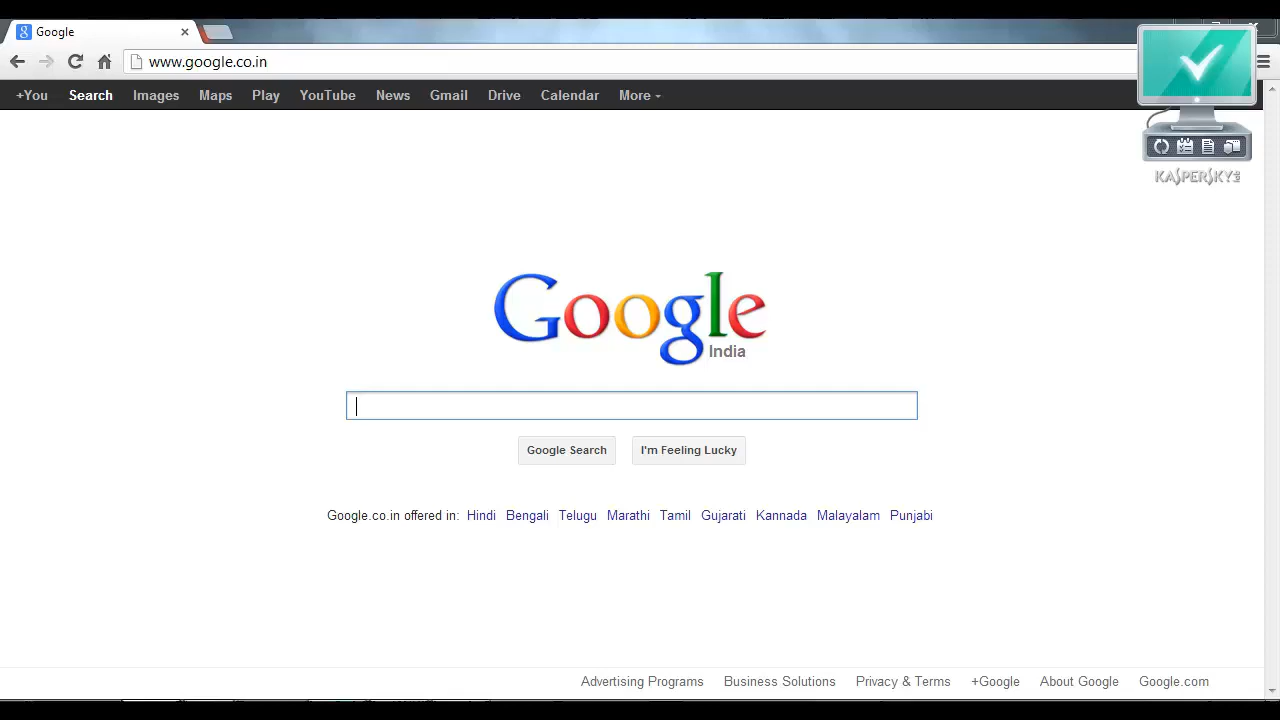 Google
www.google.co.in
+You Search Images Maps Play YouTube News Gmail Drive Calendar More
KASPERSKY
Google
India
Google Search I'm Feeling Lucky
Google.co.in offered in: Hindi Bengali Telugu Marathi Tamil Gujarati Kannada Malayalam Punjabi
Advertising Programs Business Solutions Privacy & Terms +Google About Google Google.com